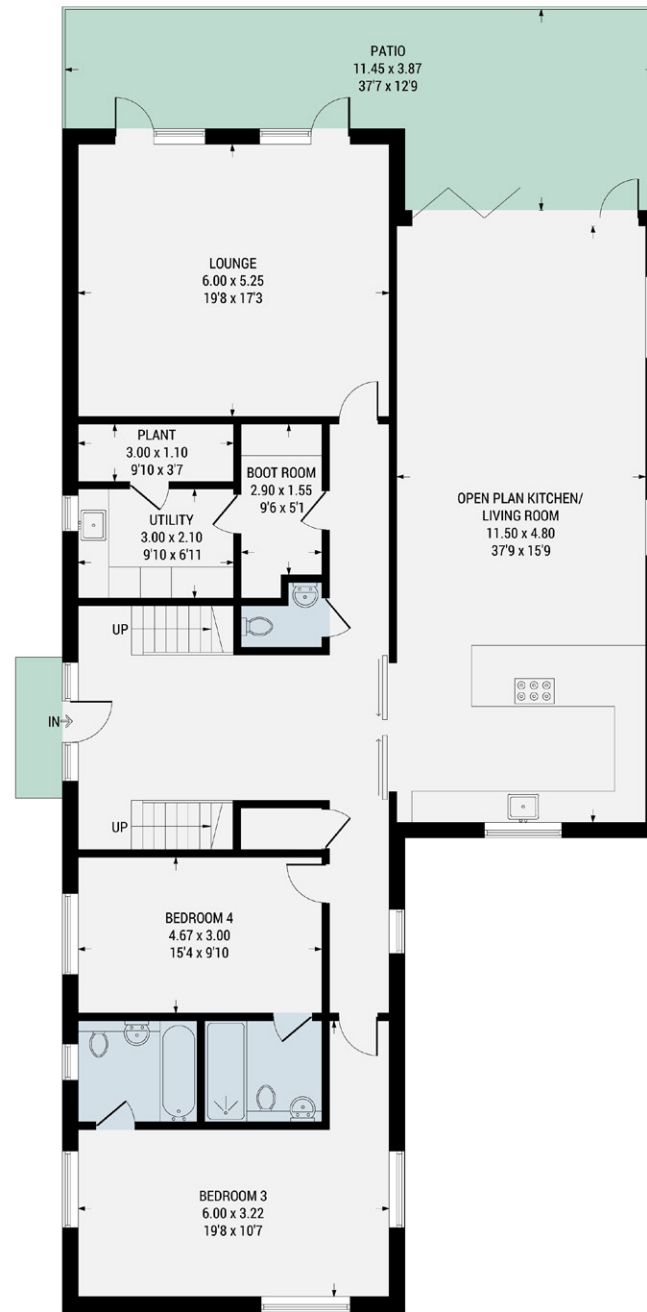 PATIO
11.45 x 3.87
37'7 x 12'9
LOUNGE
6.00 x 5.25
19'8 x 17'3
PLANT
3.00 x 1.10
9'10 x 3'7
BOOT ROOM
2.90 x 1.55
9'6 x 5'1
UTILITY
3.00 x 2.10
9'10 x 6'11
OPEN PLAN KITCHEN/
LIVING ROOM
11.50 x 4.80
37'9 x 15'9
UP
IN
UP
BEDROOM 4
4.67 x 3.00
15'4 x 9'10
BEDROOM 3
6.00 x 3.22
19'8 x 10'7